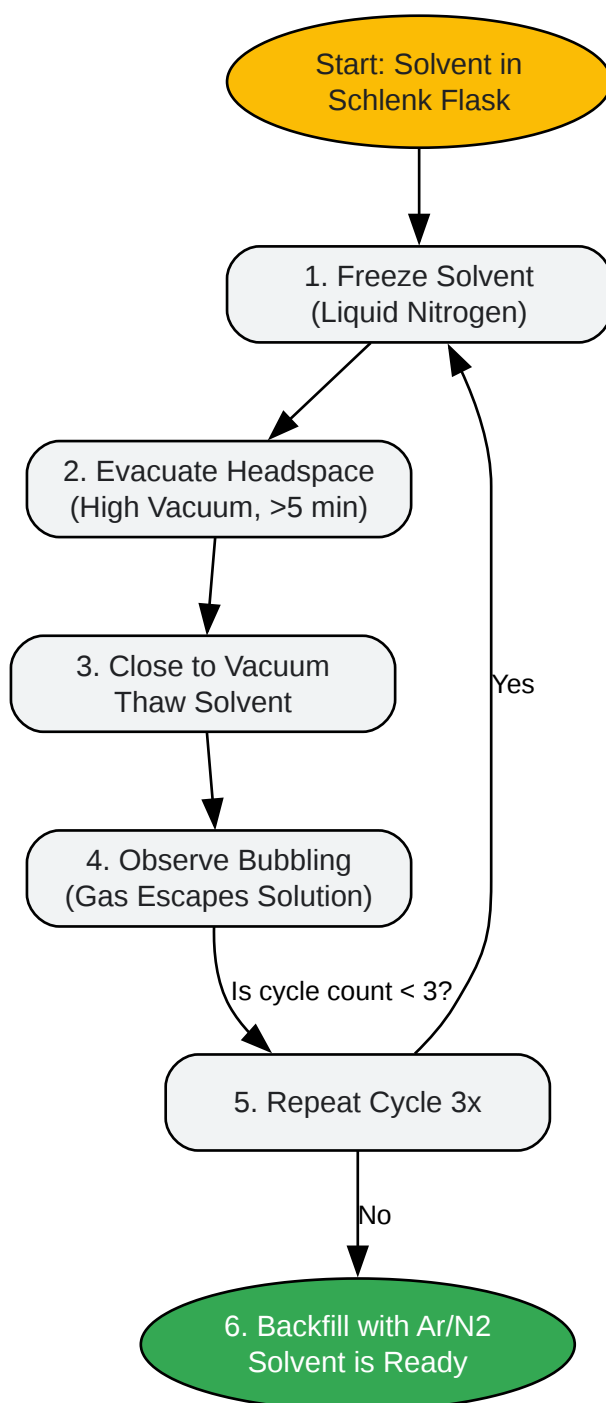 Start: Solvent in
Schlenk Flask
1. Freeze Solvent
(Liquid Nitrogen)
2. Evacuate Headspace
(High Vacuum, >5 min)
3. Close to Vacuum
Thaw Solvent
Yes
4. Observe Bubbling
(Gas Escapes Solution)
Is cycle count < 3?
5. Repeat Cycle 3x
No
6. Backfill with Ar/N2
Solvent is Ready